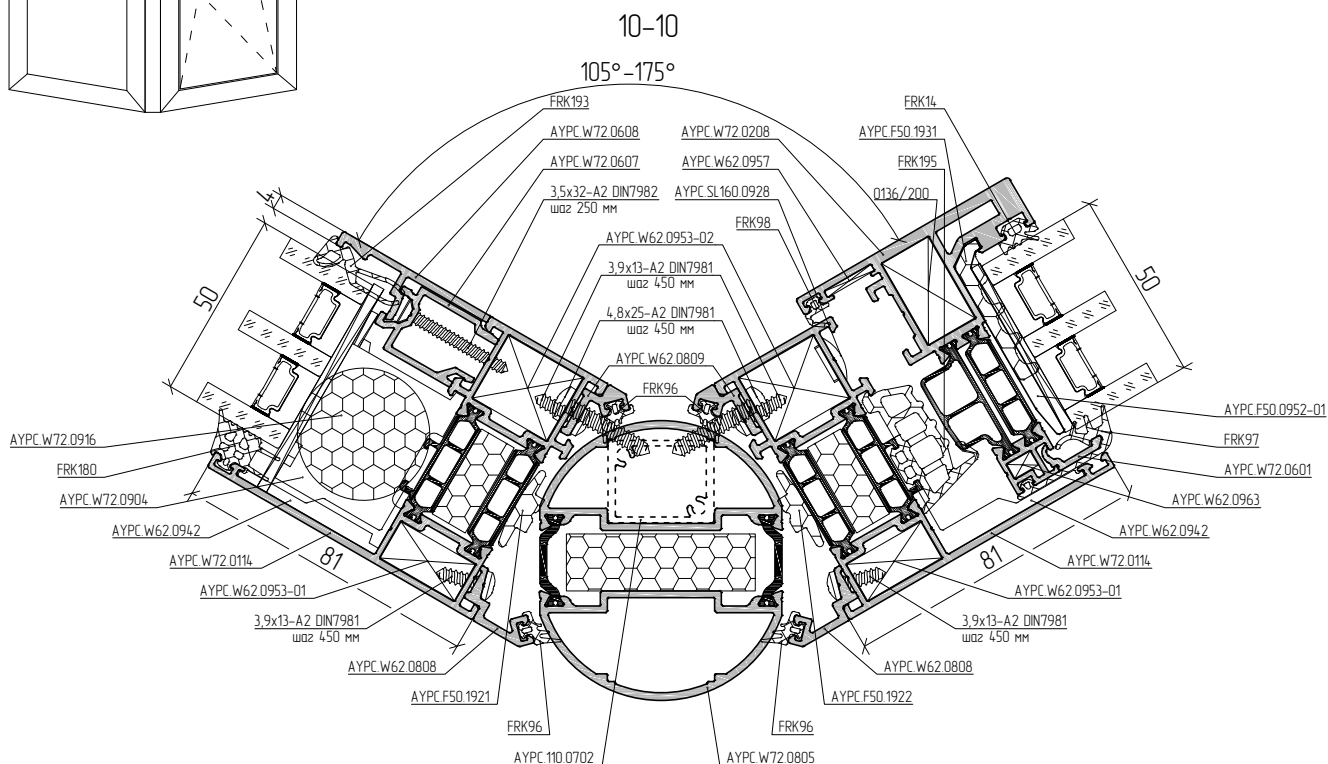 10-10
105°-175°
FRK193
FRK14
AYPC.W72.0608
AYPC.W72.0208
AYPC.F50.1931
AYPC.W72.0607
AYPC.W62.0957
FRK195
3,5x32-A2 DIN7982
шаг 250 мм
AYPC.SL160.0928
0136/200
FRK98
4
AYPC.W62.0953-02
3,9x13-A2 DIN7981
шаг 450 мм
50
50
4,8x25-A2 DIN7981
шаг 450 мм
AYPC.W62.0809
FRK96
AYPC.F50.0952-01
AYPC.W72.0916
FRK97
FRK180
AYPC.W72.0601
AYPC.W72.0904
AYPC.W62.0963
AYPC.W62.0942
AYPC.W62.0942
AYPC.W72.0114
81
81
AYPC.W72.0114
AYPC.W62.0953-01
AYPC.W62.0953-01
3,9x13-A2 DIN7981
шаг 450 мм
3,9x13-A2 DIN7981
шаг 450 мм
AYPC.W62.0808
AYPC.W62.0808
AYPC.F50.1921
AYPC.F50.1922
FRK96
FRK96
AYPC.110.0702
AYPC.W72.0805